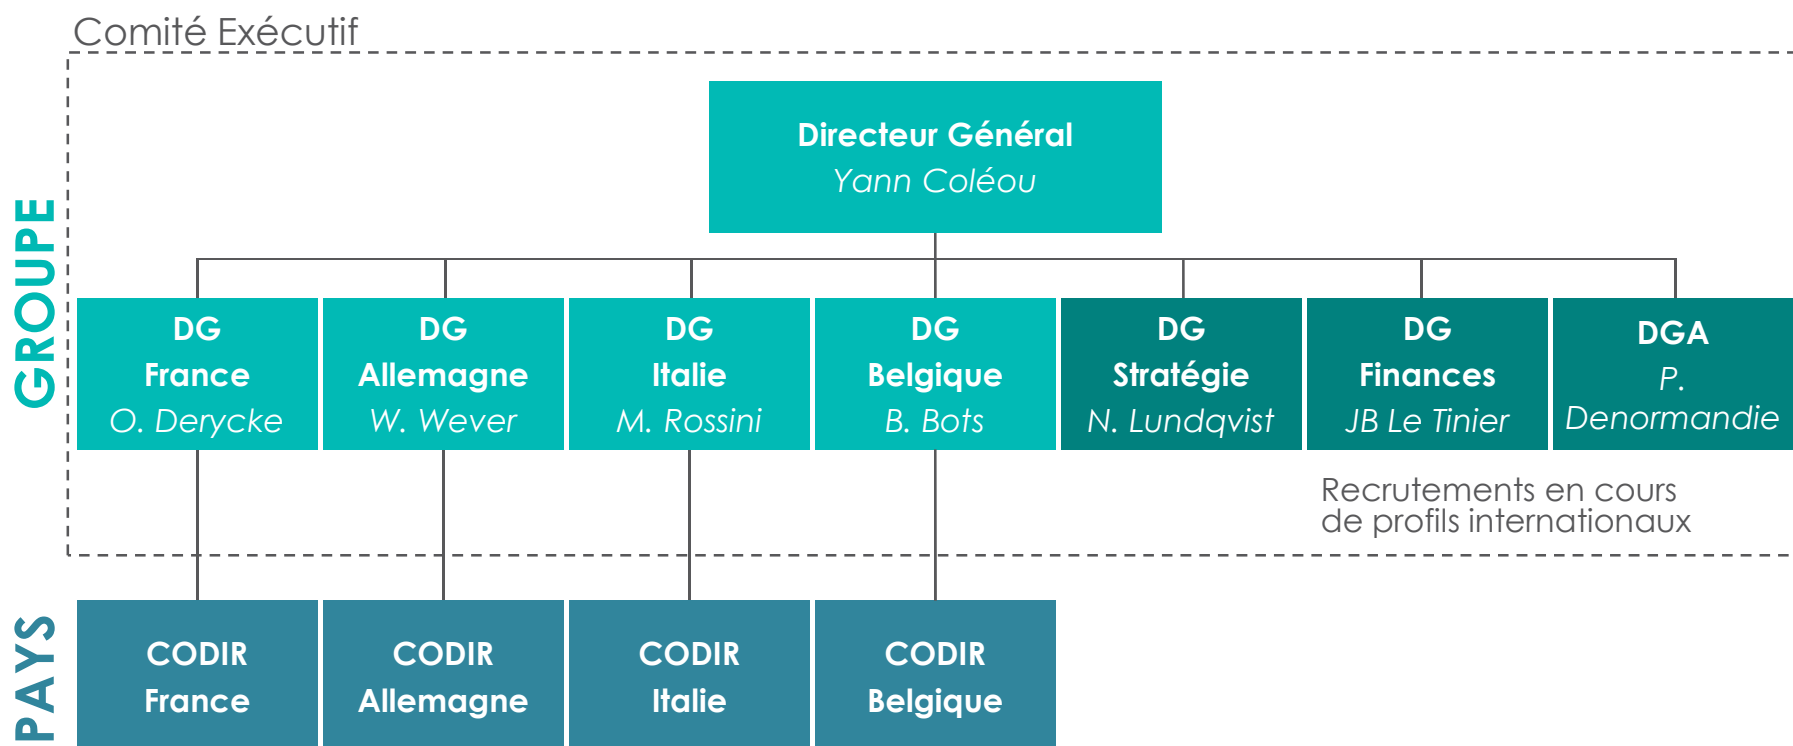 Comité Exécutif
GROUPE
Directeur Général
Yann Coléou
DG
France
O. Derycke
DG
Allemagne
W. Wever
DG
Italie
M. Rossini
DG
Belgique
B. Bots
DG
Stratégie
N. Lundqvist
DG
Finances
JB Le Tinier
DGA
P.
Denormandie
Recrutements en cours
de profils internationaux
PAYS
CODIR
France
CODIR
Allemagne
CODIR
Italie
CODIR
Belgique